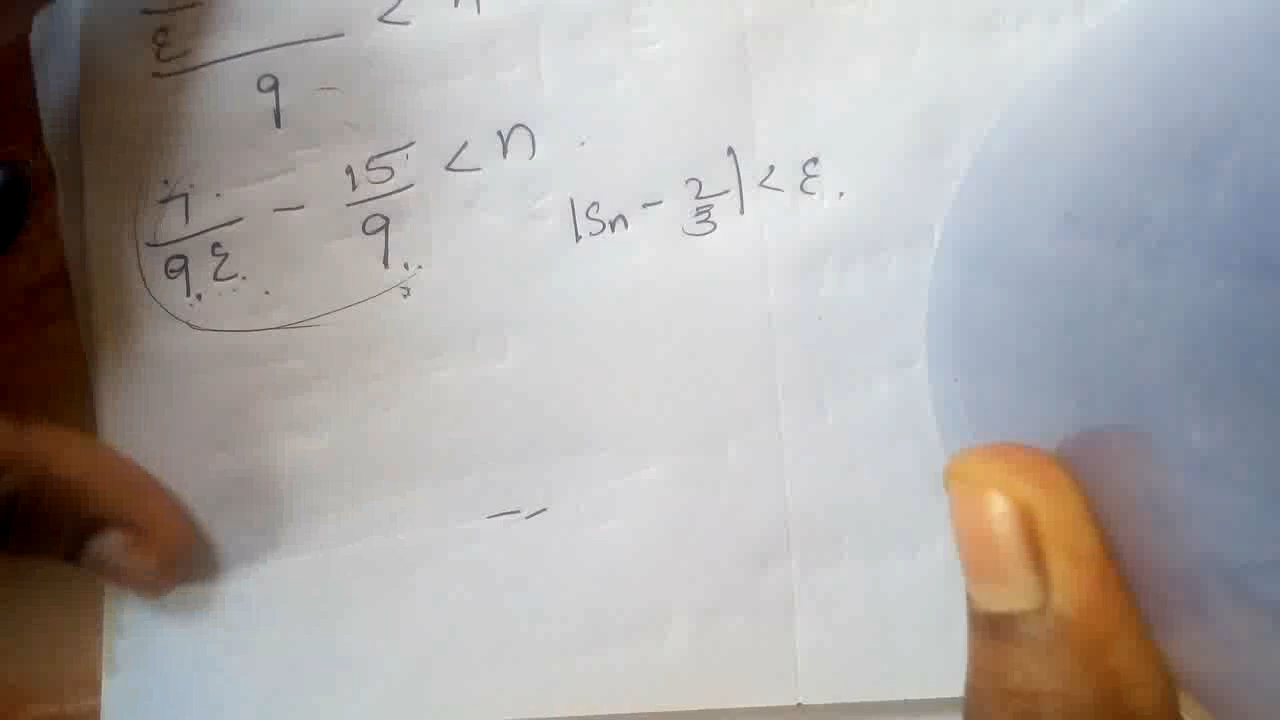 ε < n
9
7/9ε - 15/9 < n
|Sn - 2/3| < ε.